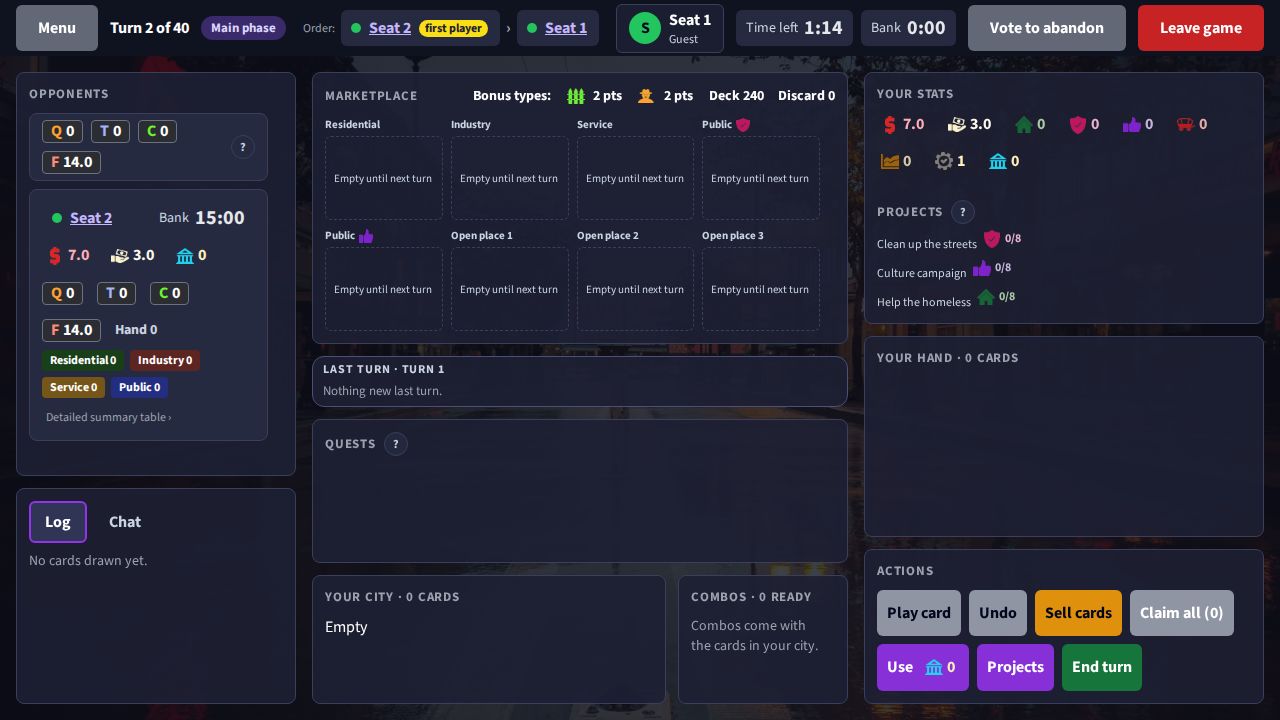 Menu
Turn 2 of 40
Main phase
Order:
Seat 2
first player
›
Seat 1
S
Seat 1
Guest
Time left 1:14
Bank 0:00
Vote to abandon
Leave game
OPPONENTS
Q 0
T 0
C 0
F 14.0
?
Seat 2
Bank 15:00
7.0
3.0
0
Q 0
T 0
C 0
F 14.0
Hand 0
Residential 0
Industry 0
Service 0
Public 0
Detailed summary table ›
Log
Chat
No cards drawn yet.
MARKETPLACE
Bonus types:
2 pts
2 pts
Deck 240
Discard 0
Residential
Industry
Service
Public
Empty until next turn
Empty until next turn
Empty until next turn
Empty until next turn
Public
Open place 1
Open place 2
Open place 3
Empty until next turn
Empty until next turn
Empty until next turn
Empty until next turn
LAST TURN · TURN 1
Nothing new last turn.
QUESTS
?
YOUR CITY · 0 CARDS
Empty
COMBOS · 0 READY
Combos come with
the cards in your city.
YOUR STATS
$ 7.0
3.0
0
0
0
0
0
1
0
PROJECTS
?
Clean up the streets 0/8
Culture campaign 0/8
Help the homeless 0/8
YOUR HAND · 0 CARDS
ACTIONS
Play card
Undo
Sell cards
Claim all (0)
Use 0
Projects
End turn